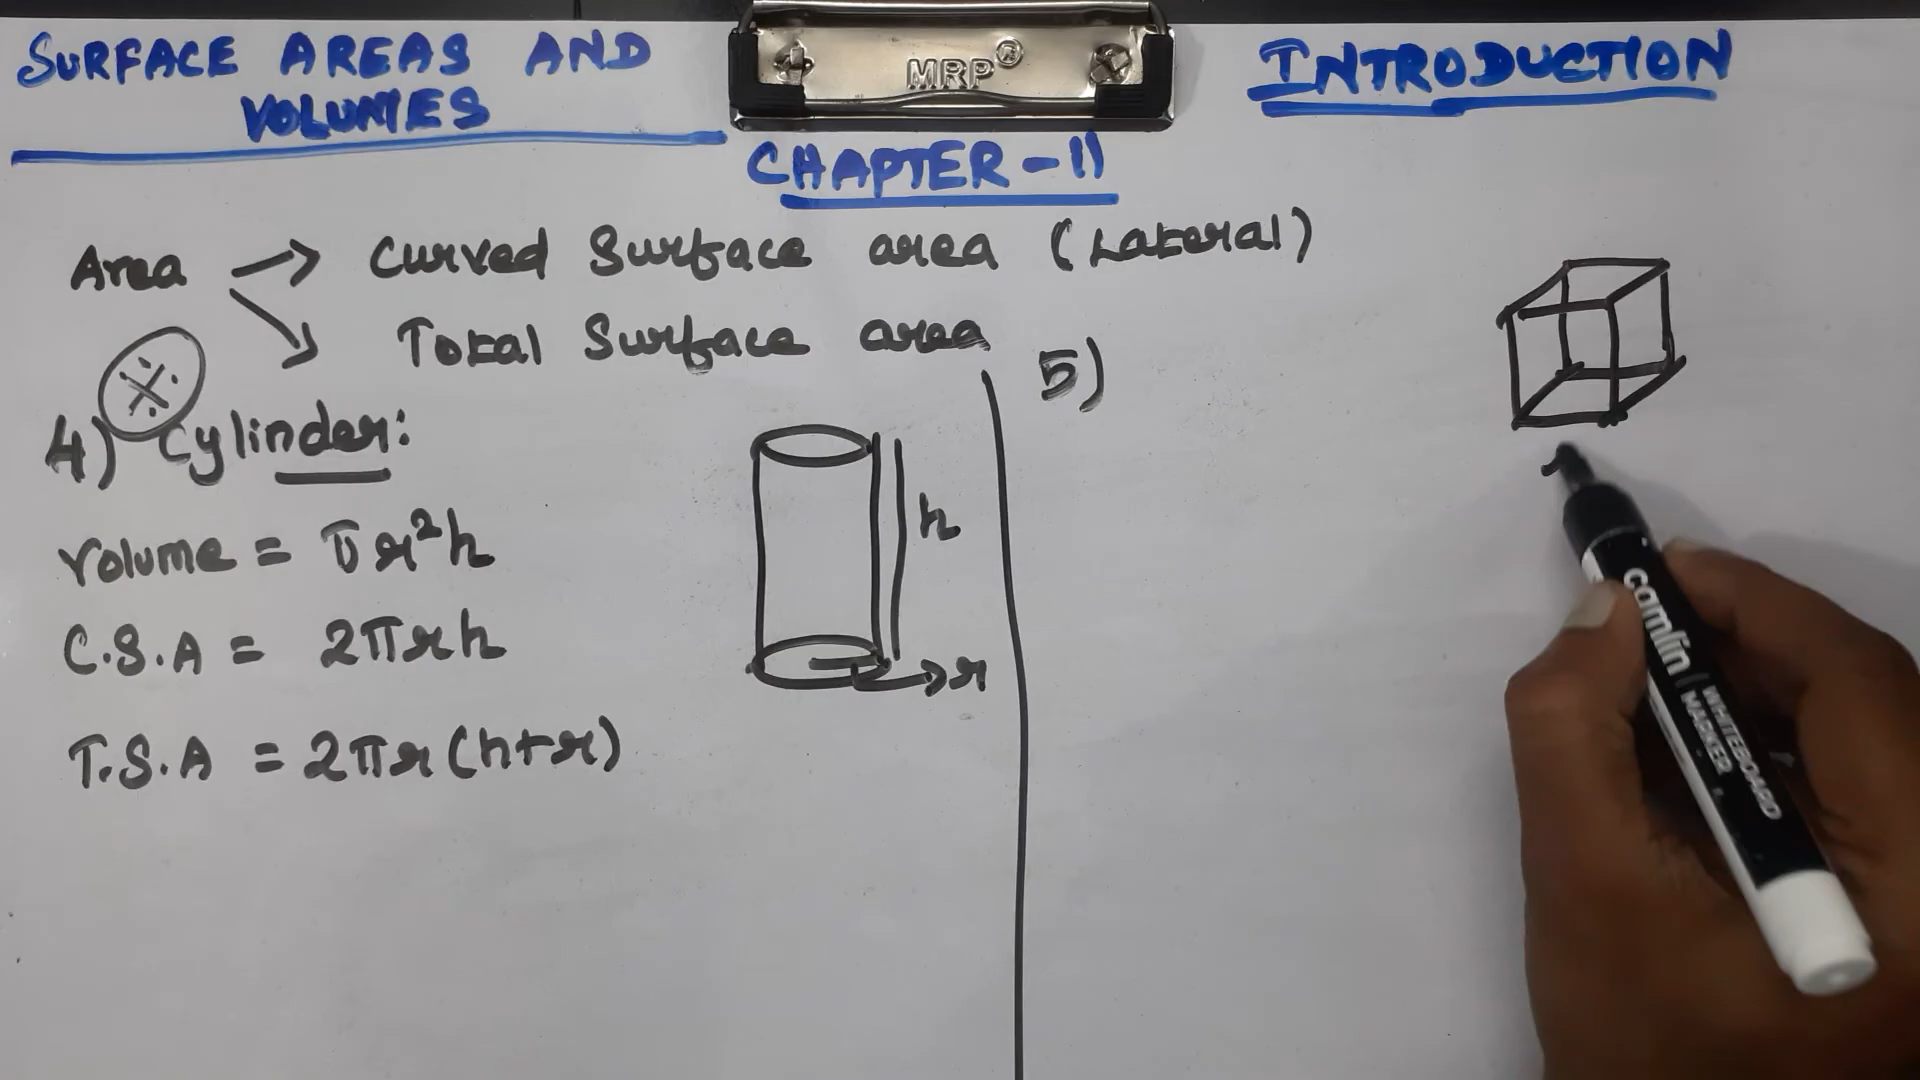 SURFACE AREAS AND
VOLUMES
MRP®
INTRODUCTION
CHAPTER-11
Area → Curved Surface area (Lateral)
→ Total Surface area
4) Cylinder:
Volume = πr²h
C.S.A = 2πrh
T.S.A = 2πr(h+r)
h
r
5)
camlin
WHITEBOARD
MARKER